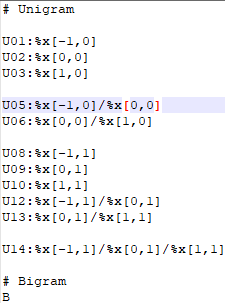 # Unigram
U01:%x[-1,0]
U02:%x[0,0]
U03:%x[1,0]
U05:%x[-1,0]/%x[0,0]
U06:%x[0,0]/%x[1,0]
U08:%x[-1,1]
U09:%x[0,1]
U10:%x[1,1]
U12:%x[-1,1]/%x[0,1]
U13:%x[0,1]/%x[1,1]
U14:%x[-1,1]/%x[0,1]/%x[1,1]
# Bigram
B